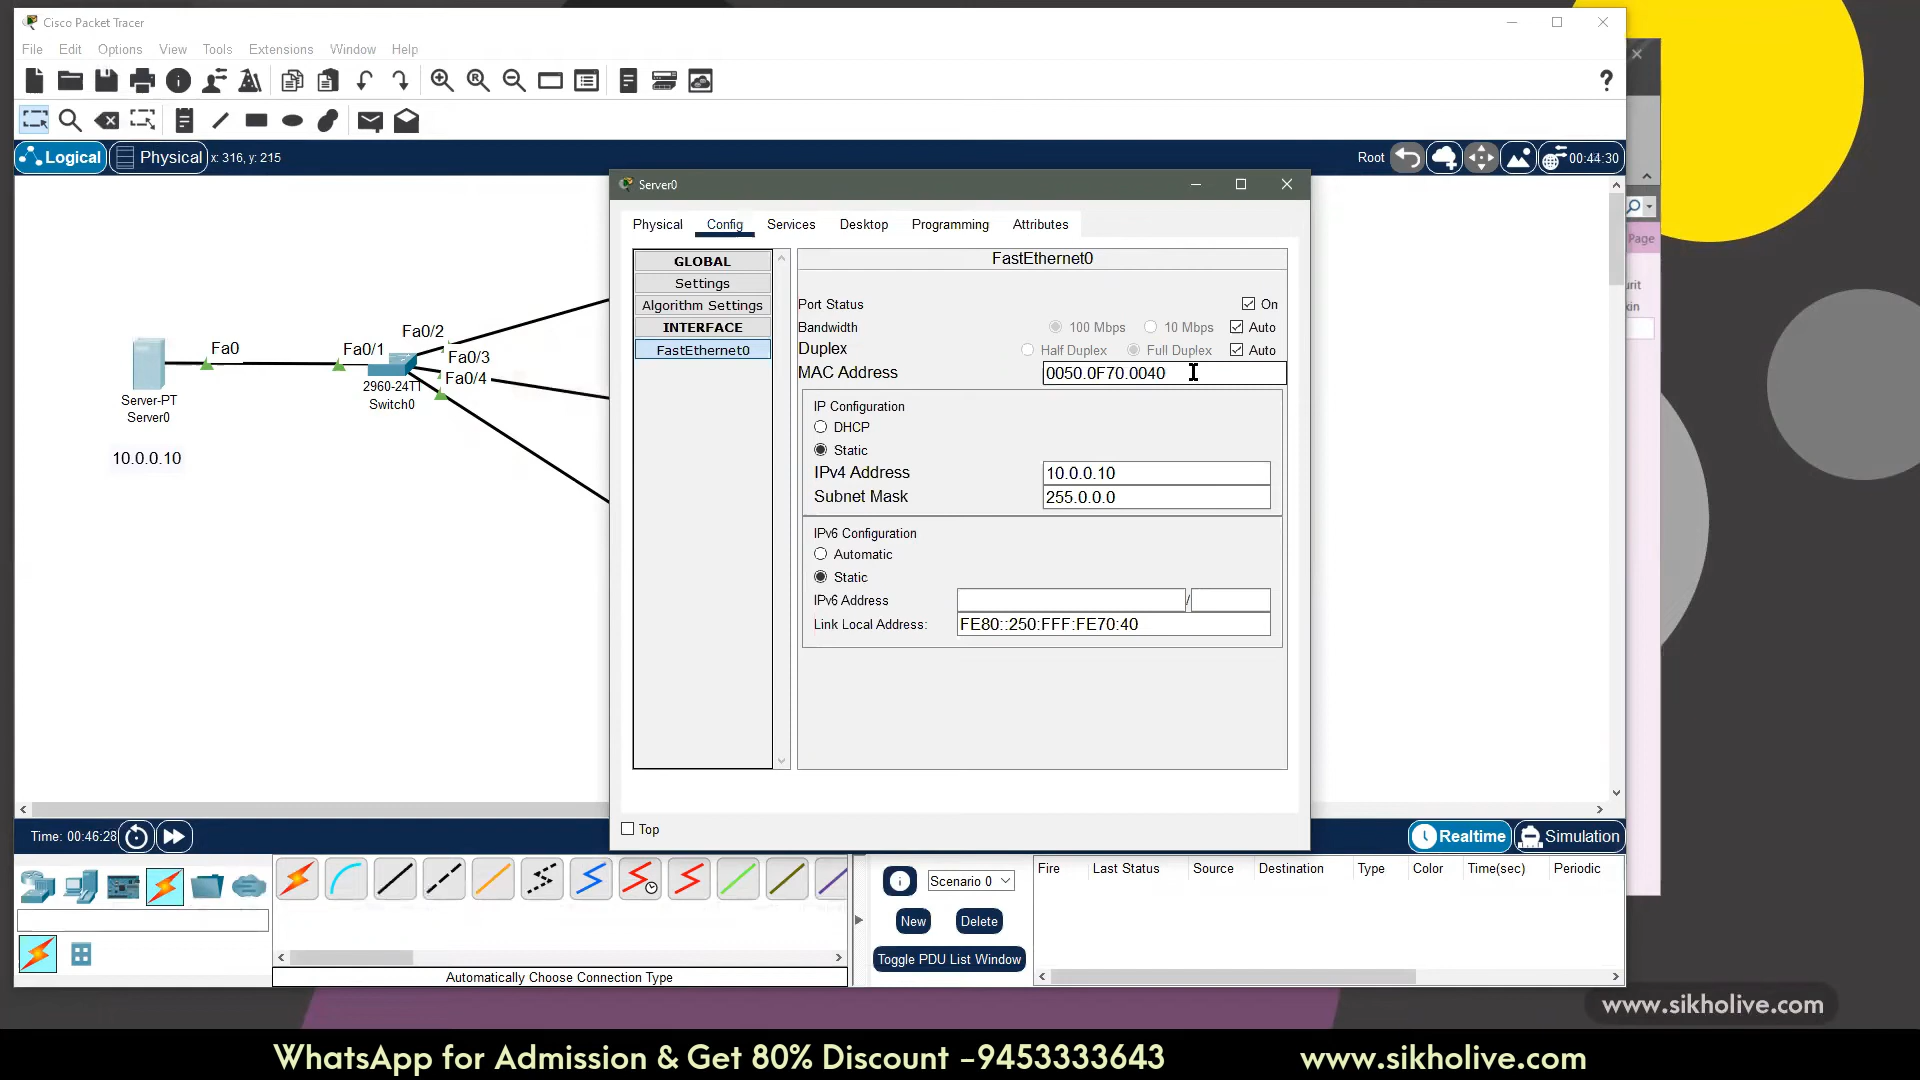 Cisco Packet Tracer
File Edit Options View Tools Extensions Window Help
Logical Physical x: 316, y: 215 Root 00:44:30
Server0
Physical Config Services Desktop Programming Attributes
GLOBAL
Settings
Algorithm Settings
INTERFACE
FastEthernet0
FastEthernet0
Port Status On
Bandwidth 100 Mbps 10 Mbps Auto
Duplex Half Duplex Full Duplex Auto
MAC Address 0050.0F70.0040
IP Configuration
DHCP
Static
IPv4 Address 10.0.0.10
Subnet Mask 255.0.0.0
IPv6 Configuration
Automatic
Static
IPv6 Address /
Link Local Address: FE80::250:FFF:FE70:40
Top
Fa0
Fa0/1
Fa0/2
Fa0/3
Fa0/4
Server-PT
Server0
10.0.0.10
2960-24TT
Switch0
Page
Time: 00:46:28 Realtime Simulation
Scenario 0
New Delete
Toggle PDU List Window
Fire Last Status Source Destination Type Color Time(sec) Periodic
Automatically Choose Connection Type
www.sikholive.com
WhatsApp for Admission & Get 80% Discount -9453333643 www.sikholive.com